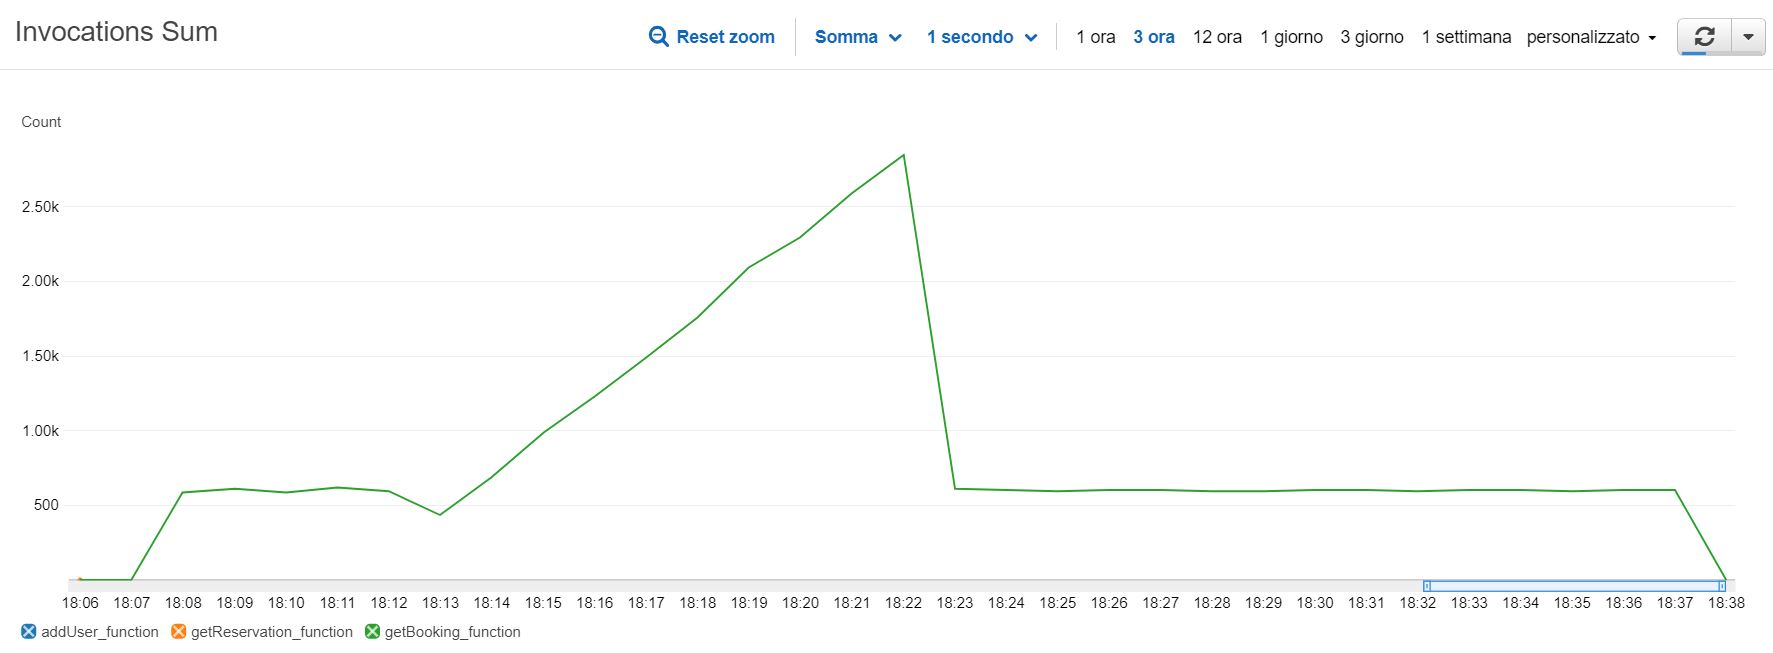 Invocations Sum
Reset zoom Somma 1 secondo 1 ora 3 ora 12 ora 1 giorno 3 giorno 1 settimana personalizzato
Count
2.50k
2.00k
1.50k
1.00k
500
18:06 18:07 18:08 18:09 18:10 18:11 18:12 18:13 18:14 18:15 18:16 18:17 18:18 18:19 18:20 18:21 18:22 18:23 18:24 18:25 18:26 18:27 18:28 18:29 18:30 18:31 18:32 18:33 18:34 18:35 18:36 18:37 18:38
addUser_function getReservation_function getBooking_function